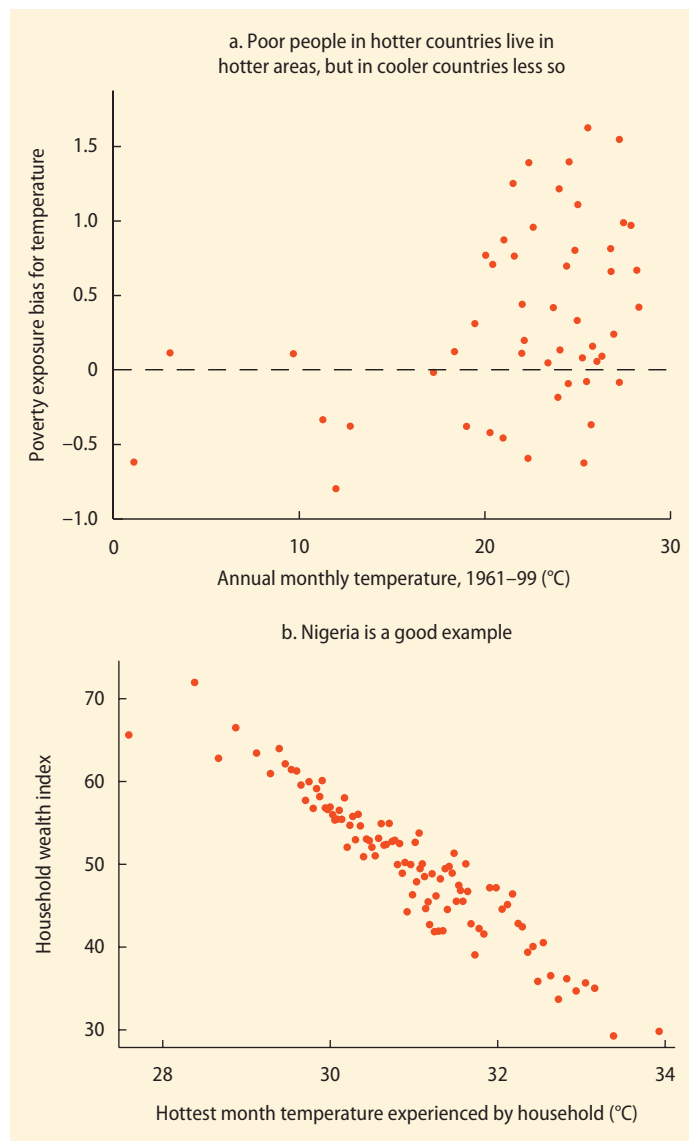 a. Poor people in hotter countries live in
hotter areas, but in cooler countries less so
Poverty exposure bias for temperature
1.5
1.0
0.5
0
–0.5
–1.0
0
10
20
30
Annual monthly temperature, 1961–99 (°C)
b. Nigeria is a good example
Household wealth index
70
60
50
40
30
28
30
32
34
Hottest month temperature experienced by household (°C)